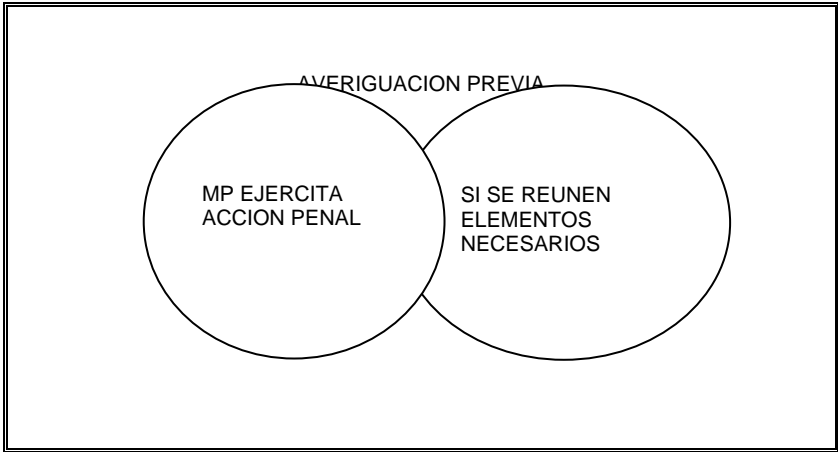 AVERIGUACION PREVIA
MP EJERCITA
ACCION PENAL
SI SE REUNEN
ELEMENTOS
NECESARIOS